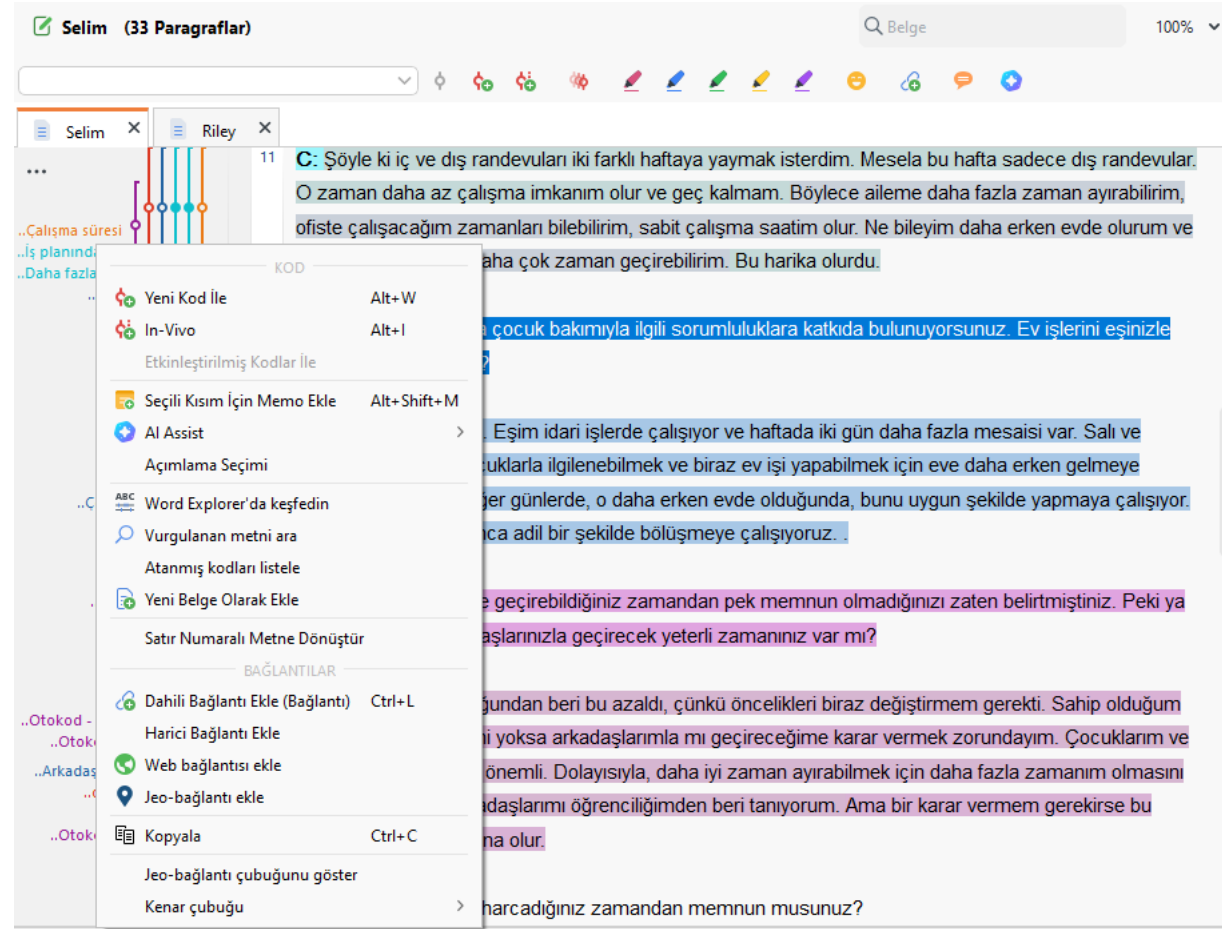 Selim (33 Paragraflar)
Belge
100%
Selim
Riley
11
C: Şöyle ki iç ve dış randevuları iki farklı haftaya yaymak isterdim. Mesela bu hafta sadece dış randevular.
O zaman daha az çalışma imkanım olur ve geç kalmam. Böylece aileme daha fazla zaman ayırabilirim,
ofiste çalışacağım zamanları bilebilirim, sabit çalışma saatim olur. Ne bileyim daha erken evde olurum ve
aha çok zaman geçirebilirim. Bu harika olurdu.
çocuk bakımıyla ilgili sorumluluklara katkıda bulunuyorsunuz. Ev işlerini eşinizle
?
. Eşim idari işlerde çalışıyor ve haftada iki gün daha fazla mesaisi var. Salı ve
uklarla ilgilenebilmek ve biraz ev işi yapabilmek için eve daha erken gelmeye
ğer günlerde, o daha erken evde olduğunda, bunu uygun şekilde yapmaya çalışıyor.
nca adil bir şekilde bölüşmeye çalışıyoruz. .
e geçirebildiğiniz zamandan pek memnun olmadığınızı zaten belirtmiştiniz. Peki ya
aşlarınızla geçirecek yeterli zamanınız var mı?
ğundan beri bu azaldı, çünkü öncelikleri biraz değiştirmem gerekti. Sahip olduğum
i yoksa arkadaşlarımla mı geçireceğime karar vermek zorundayım. Çocuklarım ve
önemli. Dolayısıyla, daha iyi zaman ayırabilmek için daha fazla zamanım olmasını
adaşlarımı öğrenciliğimden beri tanıyorum. Ama bir karar vermem gerekirse bu
na olur.
harcadığınız zamandan memnun musunuz?
..Çalışma süresi
..İş planında
..Daha fazla
..
..Ç
..Otokod -
..Otoko
..Arkadaş
..Otoko
KOD
Yeni Kod İle Alt+W
In-Vivo Alt+I
Etkinleştirilmiş Kodlar İle
Seçili Kısım İçin Memo Ekle Alt+Shift+M
AI Assist
Açımlama Seçimi
ABC Word Explorer'da keşfedin
Vurgulanan metni ara
Atanmış kodları listele
Yeni Belge Olarak Ekle
Satır Numaralı Metne Dönüştür
BAĞLANTILAR
Dahili Bağlantı Ekle (Bağlantı) Ctrl+L
Harici Bağlantı Ekle
Web bağlantısı ekle
Jeo-bağlantı ekle
Kopyala Ctrl+C
Jeo-bağlantı çubuğunu göster
Kenar çubuğu